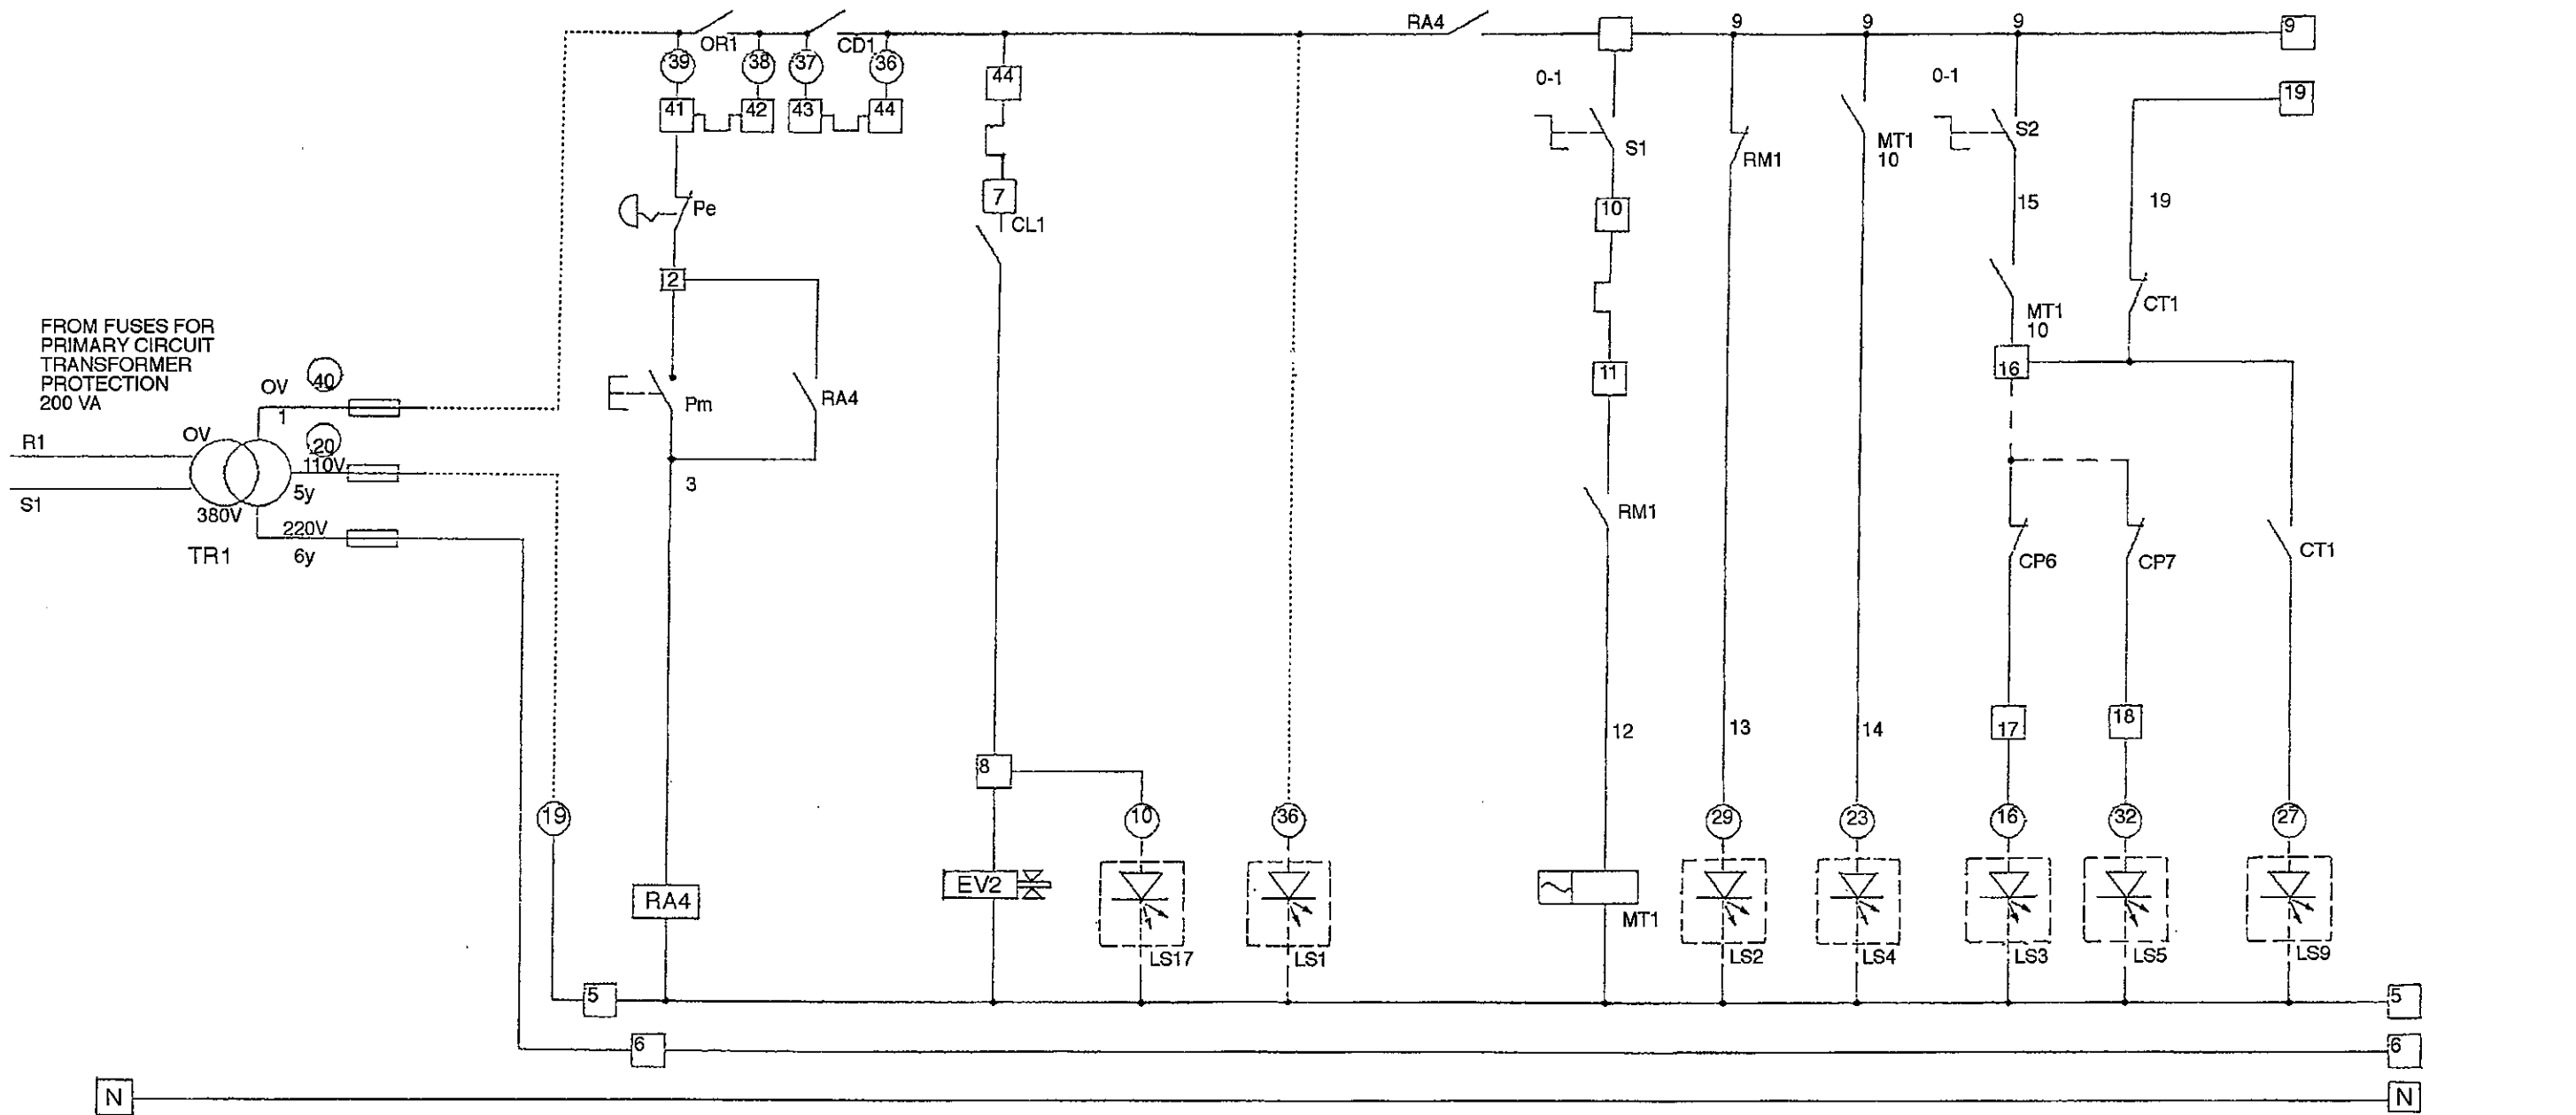 RA4
9
9
9
9
OR1
CD1
39
38
37
36
44
0-1
0-1
19
41
42
43
44
S1
MT1
10
S2
RM1
7
CL1
Pe
10
15
19
2
CT1
MT1
10
FROM FUSES FOR
PRIMARY CIRCUIT
TRANSFORMER
PROTECTION
200 VA
OV
40
1
11
16
Pm
RA4
R1
OV
20
110V
5y
S1
380V
220V
6y
TR1
3
RM1
CP6
CP7
CT1
12
13
14
17
18
8
19
10
36
29
23
16
32
27
RA4
EV2
MT1
LS17
LS1
LS2
LS4
LS3
LS5
LS9
5
5
6
6
N
N